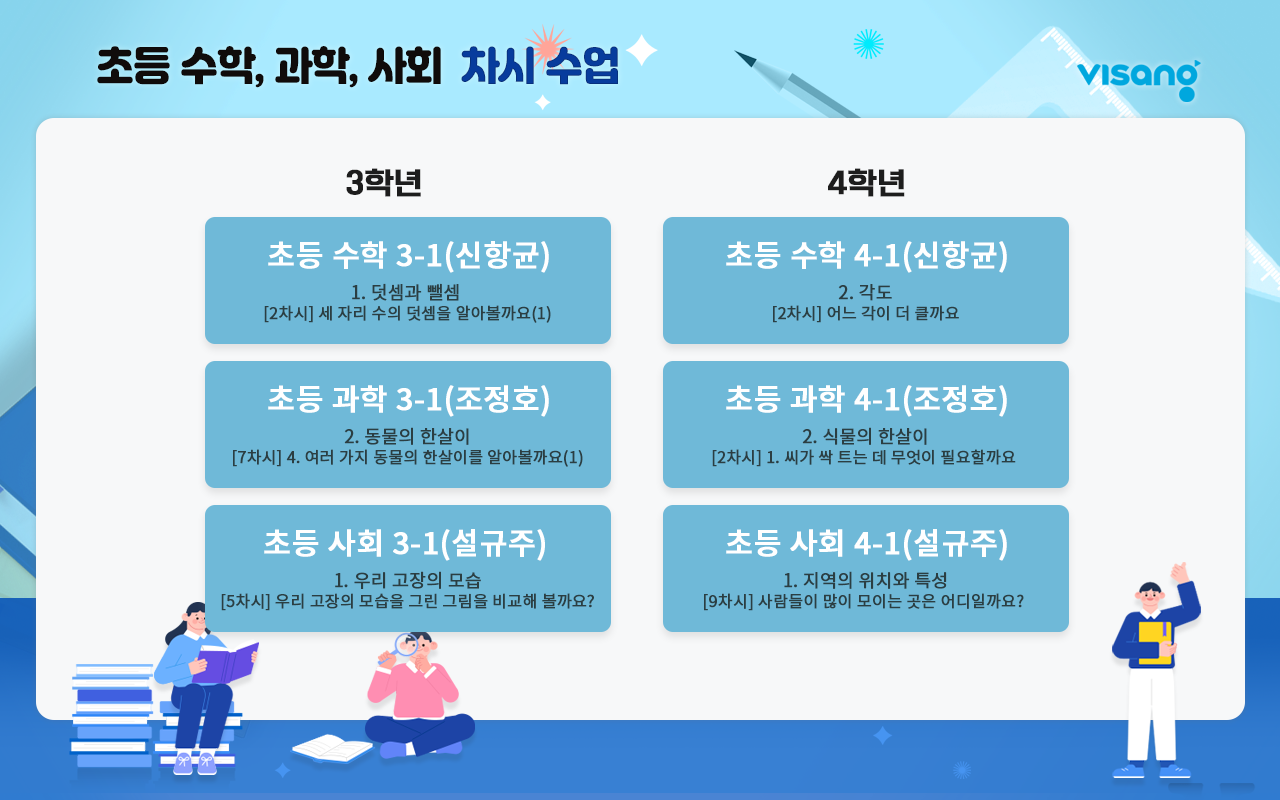 초등 수학, 과학, 사회 차시 수업
visang
3학년
초등 수학 3-1(신항균)
1. 덧셈과 뺄셈
[2차시] 세 자리 수의 덧셈을 알아볼까요(1)
초등 과학 3-1(조정호)
2. 동물의 한살이
[7차시] 4. 여러 가지 동물의 한살이를 알아볼까요(1)
초등 사회 3-1(설규주)
1. 우리 고장의 모습
[5차시] 우리 고장의 모습을 그린 그림을 비교해 볼까요?
4학년
초등 수학 4-1(신항균)
2. 각도
[2차시] 어느 각이 더 클까요
초등 과학 4-1(조정호)
2. 식물의 한살이
[2차시] 1. 씨가 싹 트는 데 무엇이 필요할까요
초등 사회 4-1(설규주)
1. 지역의 위치와 특성
[9차시] 사람들이 많이 모이는 곳은 어디일까요?